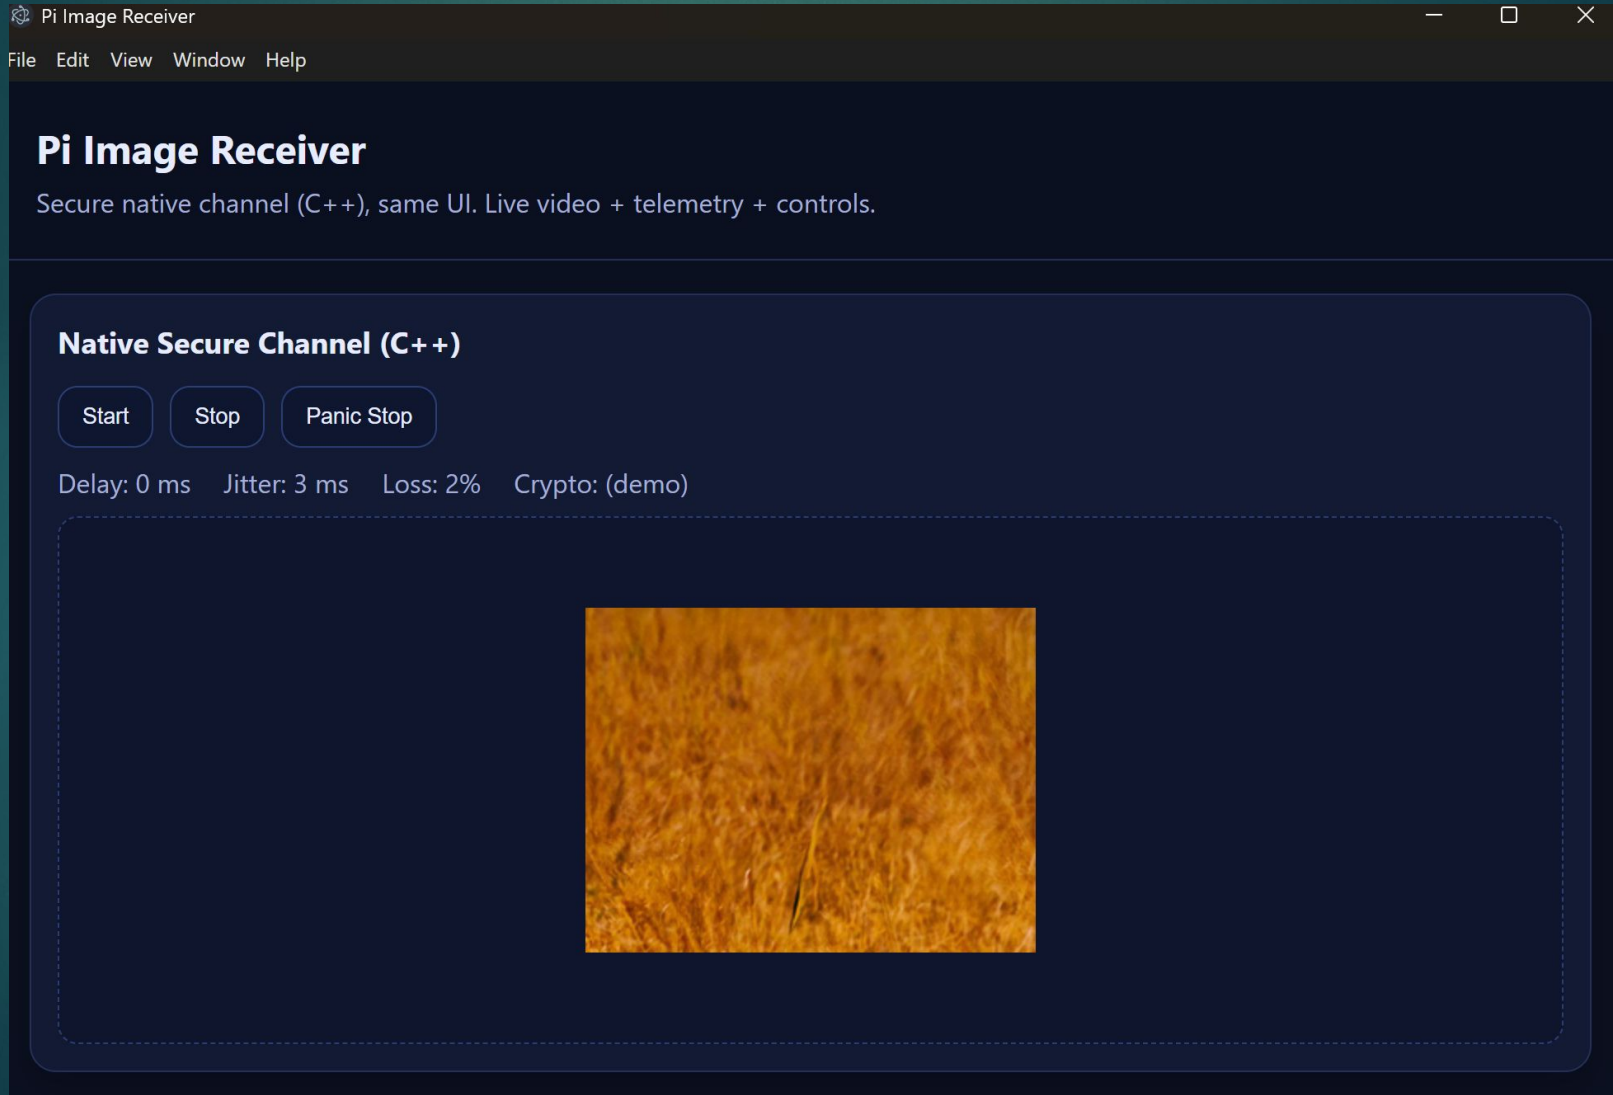 Pi Image Receiver
File Edit View Window Help
Pi Image Receiver
Secure native channel (C++), same UI. Live video + telemetry + controls.
Native Secure Channel (C++)
Start Stop Panic Stop
Delay: 0 ms Jitter: 3 ms Loss: 2% Crypto: (demo)